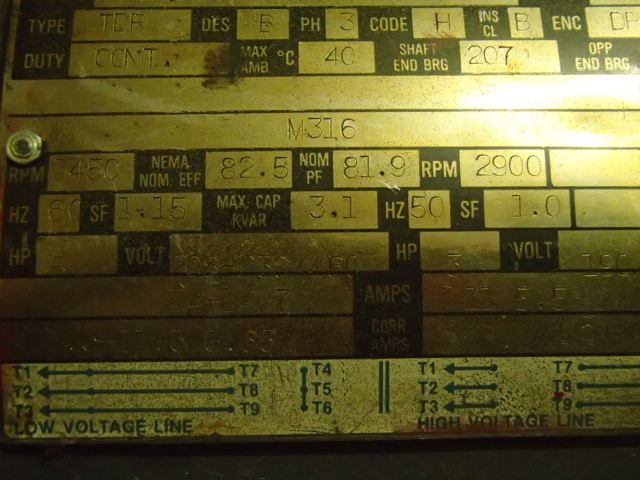 TYPE TDR DES B PH 3 CODE H INS CL B ENC DP
DUTY CONT. MAX AMB °C 40 SHAFT END BRG 207 OPP END BRG
M316
RPM 3450 NEMA NOM. EFF 82.5 NOM PF 81.9 RPM 2900
HZ 60 SF 1.15 MAX. CAP KVAR 3.1 HZ 50 SF 1.0
HP VOLT HP 3 VOLT 190
AMPS
CORR AMPS
T1 T7 T4 T1 T7
T2 T8 T5 T2 T8
T3 T9 T6 T3 T9
LOW VOLTAGE LINE HIGH VOLTAGE LINE